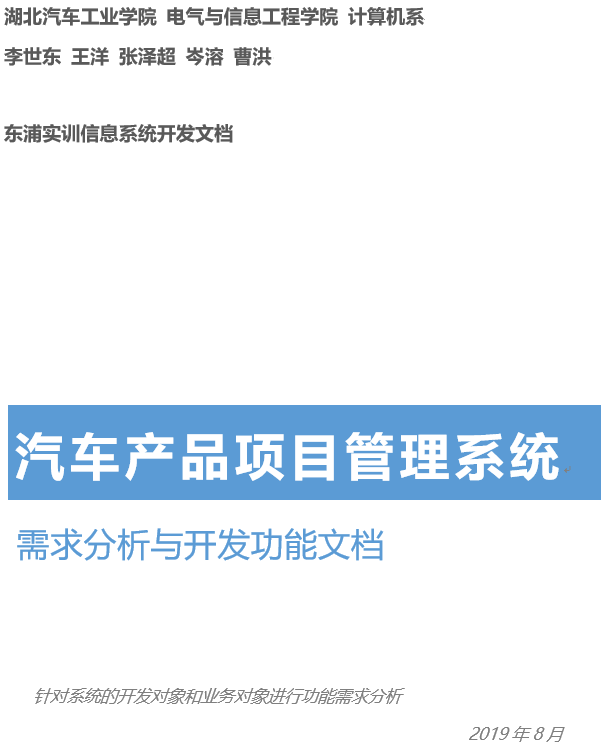 湖北汽车工业学院 电气与信息工程学院 计算机系
李世东 王洋 张泽超 岑溶 曹洪
东浦实训信息系统开发文档
汽车产品项目管理系统
需求分析与开发功能文档
针对系统的开发对象和业务对象进行功能需求分析
2019 年 8 月